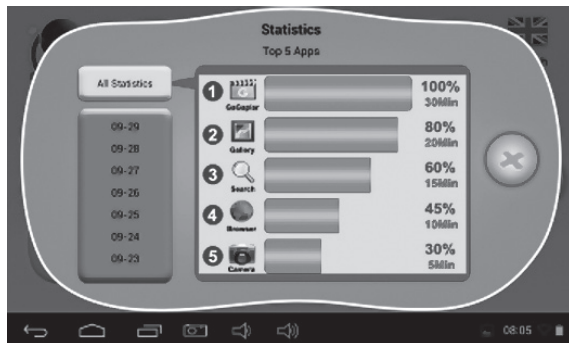 Statistics
Top 5 Apps
All Statistics
09-29
09-28
09-27
09-26
09-25
09-24
09-23
1
GoGaplar
100%
30Min
2
Gallery
80%
20Min
3
Search
60%
15Min
4
Browser
45%
10Min
5
Camera
30%
5Min
08:05